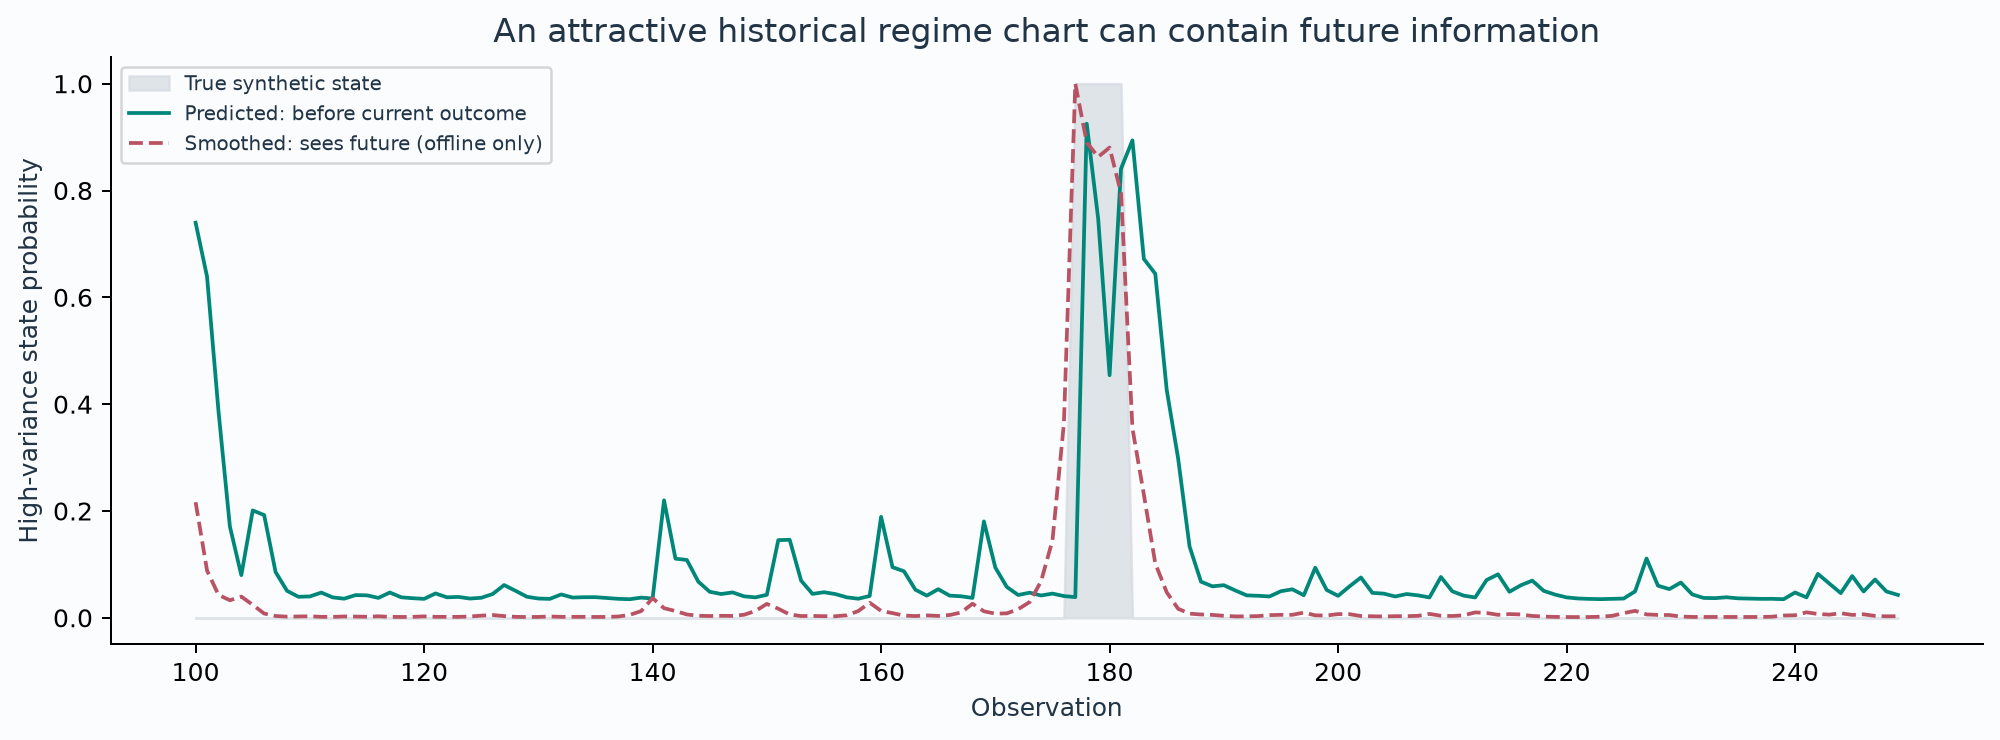 An attractive historical regime chart can contain future information
True synthetic state
Predicted: before current outcome
Smoothed: sees future (offline only)
High-variance state probability
1.0
0.8
0.6
0.4
0.2
0.0
100 120 140 160 180 200 220 240
Observation